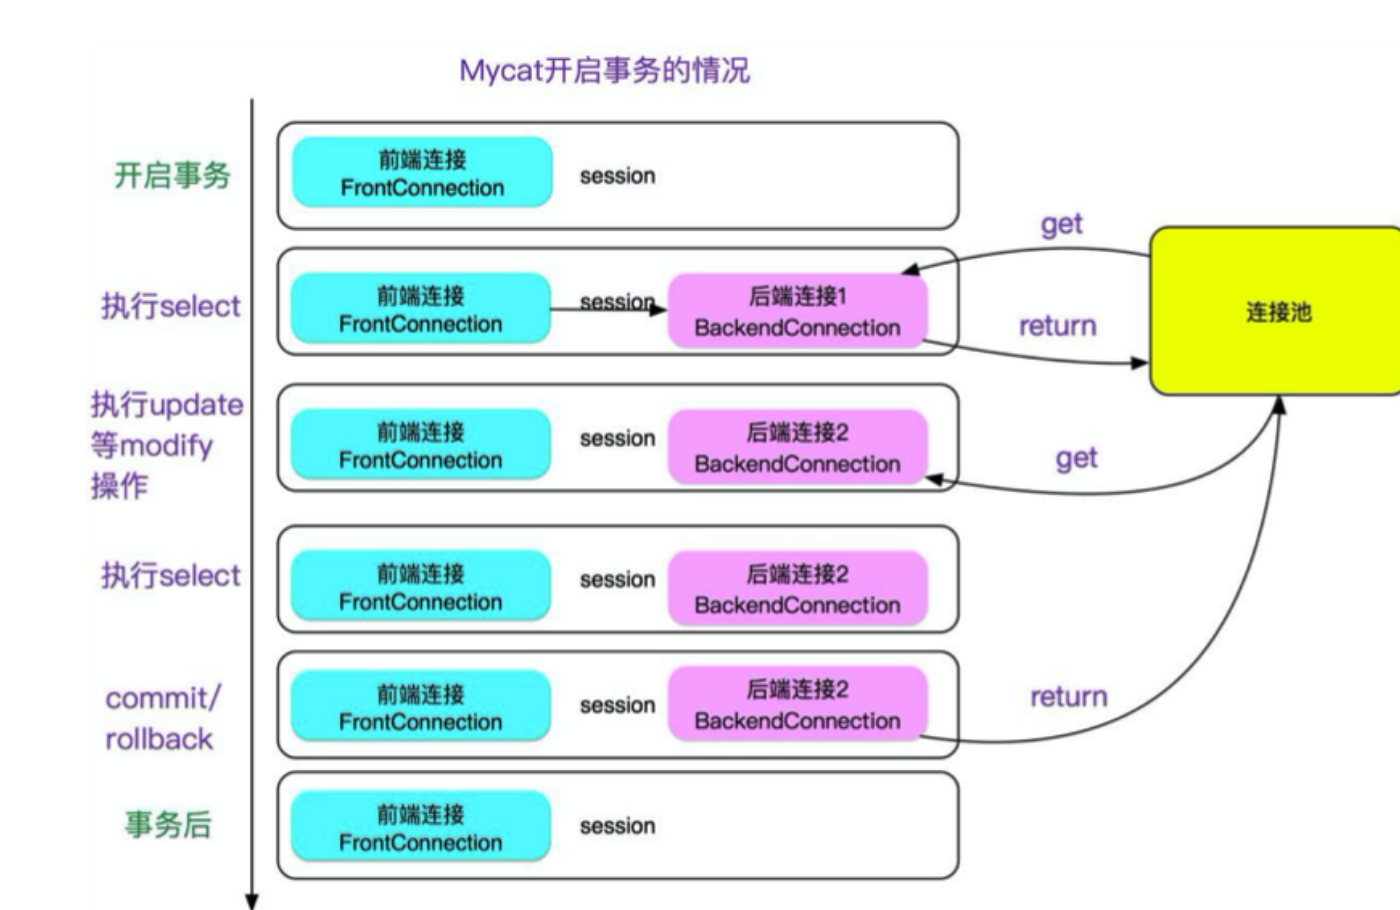 Mycat开启事务的情况
开启事务
前端连接
FrontConnection
session
get
执行select
前端连接
FrontConnection
session
后端连接1
BackendConnection
return
连接池
执行update
等modify
操作
前端连接
FrontConnection
session
后端连接2
BackendConnection
get
执行select
前端连接
FrontConnection
session
后端连接2
BackendConnection
commit/
rollback
前端连接
FrontConnection
session
后端连接2
BackendConnection
return
事务后
前端连接
FrontConnection
session